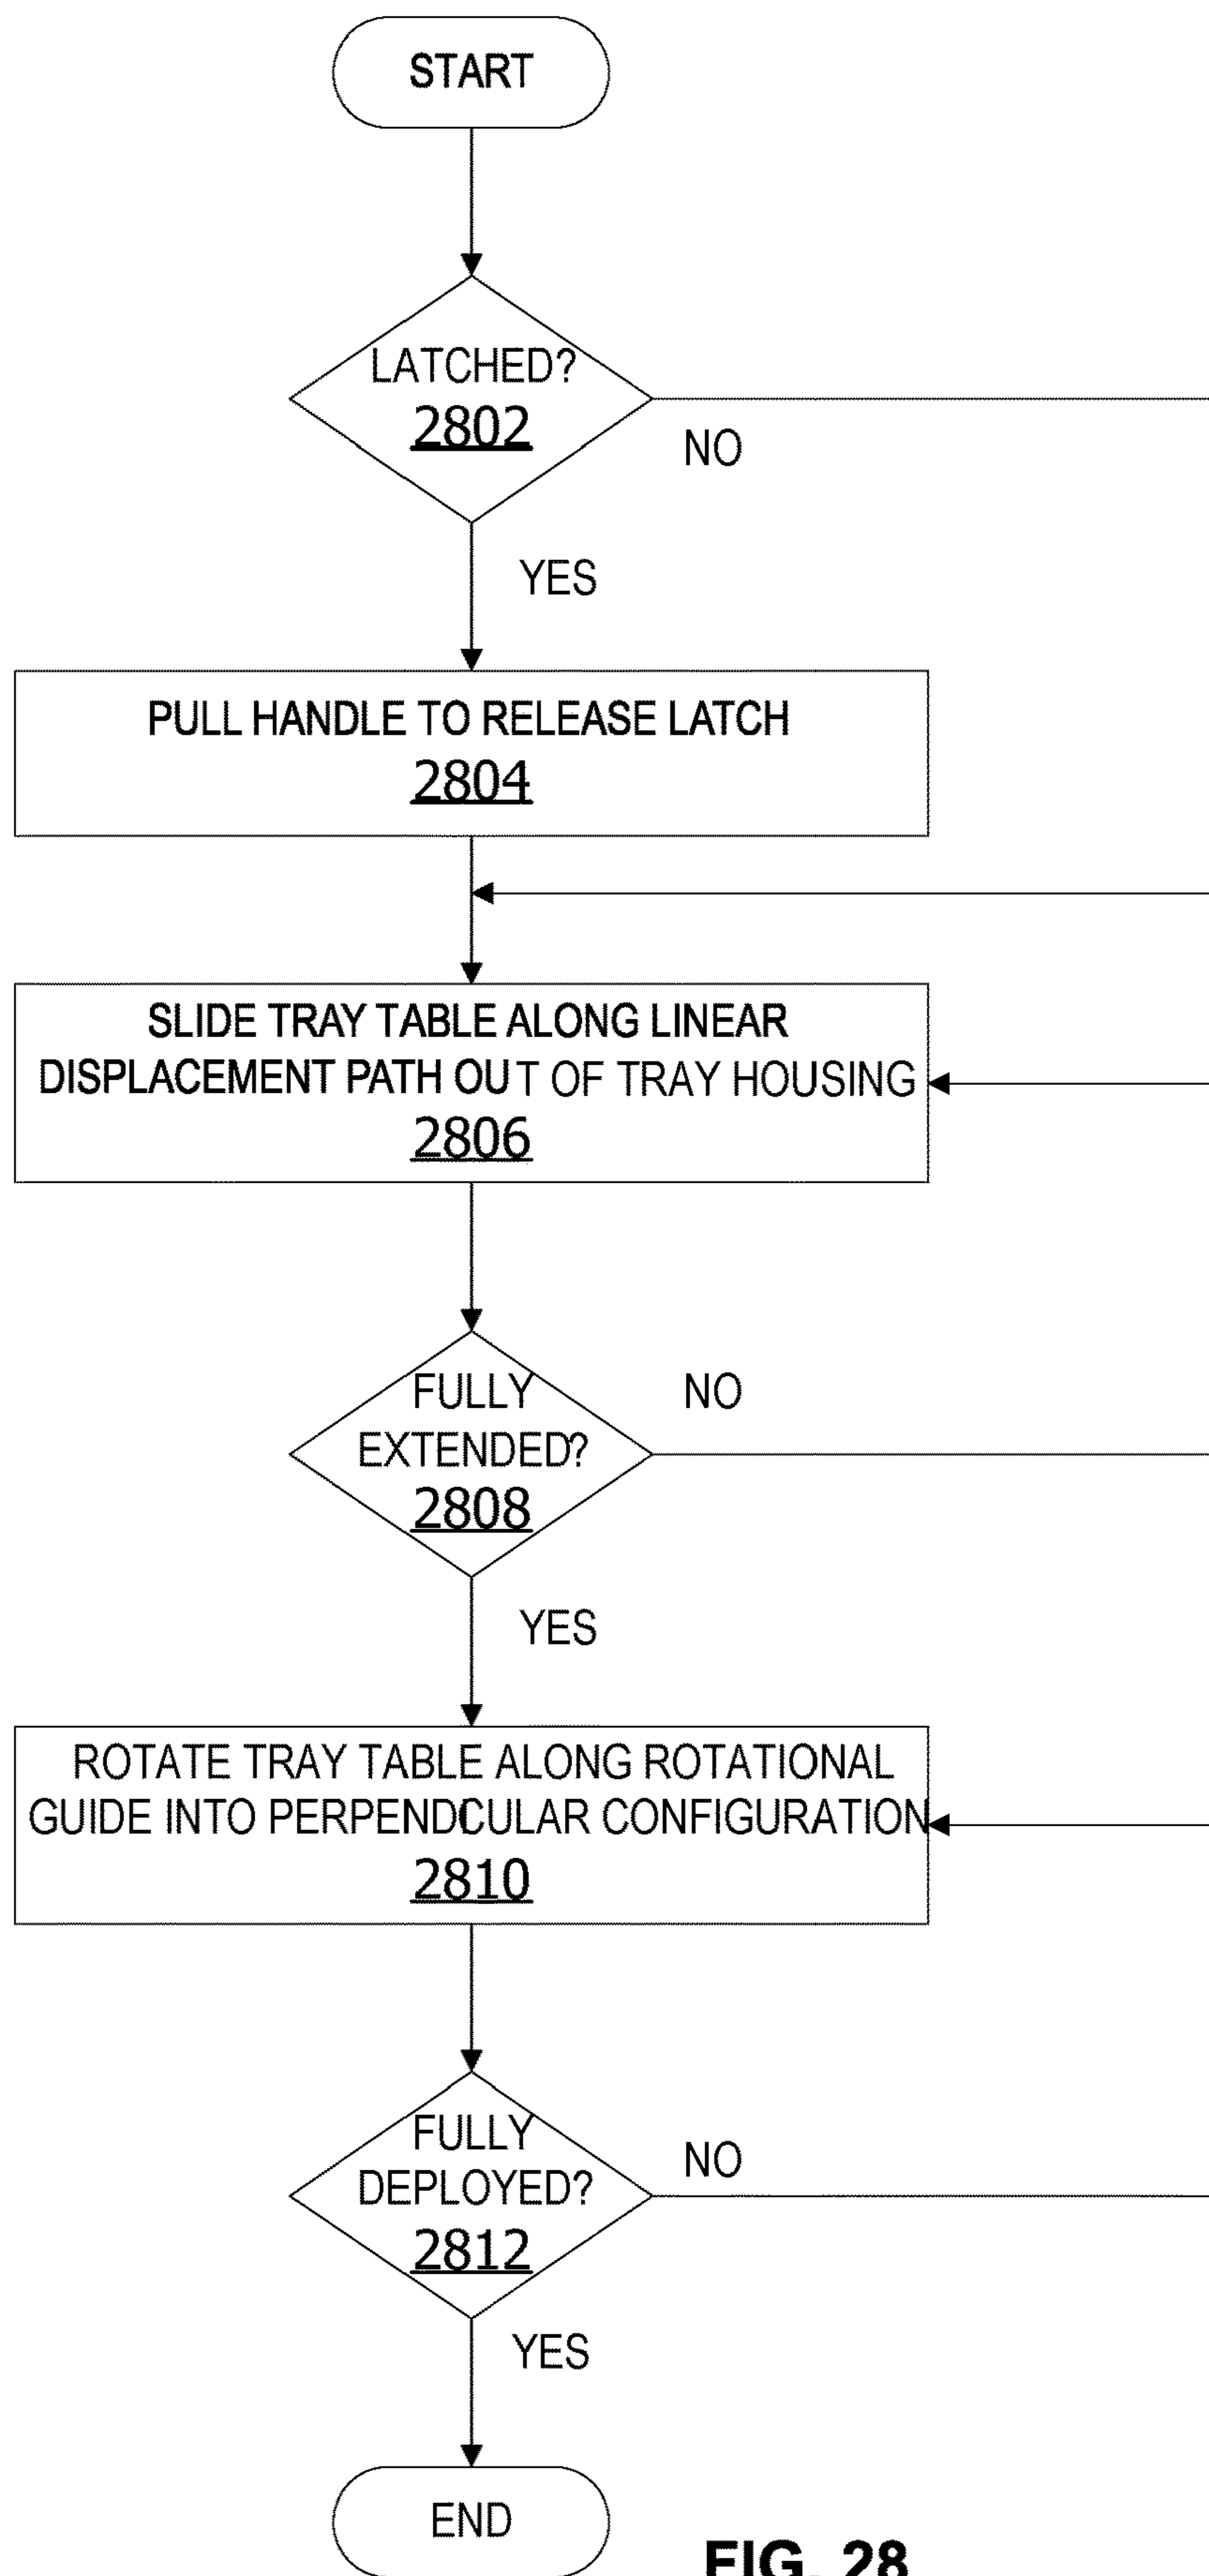 START
LATCHED?
2802
NO
YES
PULL HANDLE TO RELEASE LATCH
2804
SLIDE TRAY TABLE ALONG LINEAR
DISPLACEMENT PATH OUT OF TRAY HOUSING
2806
FULLY
EXTENDED?
2808
NO
YES
ROTATE TRAY TABLE ALONG ROTATIONAL
GUIDE INTO PERPENDICULAR CONFIGURATION
2810
FULLY
DEPLOYED?
2812
NO
YES
END
FIG. 28